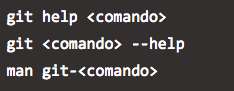 git help <comando>
git <comando> --help
man git-<comando>